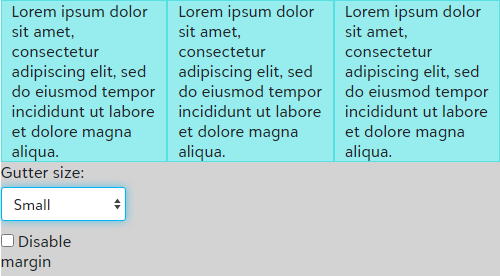 Lorem ipsum dolor
sit amet,
consectetur
adipiscing elit, sed
do eiusmod tempor
incididunt ut labore
et dolore magna
aliqua.
Lorem ipsum dolor
sit amet,
consectetur
adipiscing elit, sed
do eiusmod tempor
incididunt ut labore
et dolore magna
aliqua.
Lorem ipsum dolor
sit amet,
consectetur
adipiscing elit, sed
do eiusmod tempor
incididunt ut labore
et dolore magna
aliqua.
Gutter size:
Small
Disable
margin